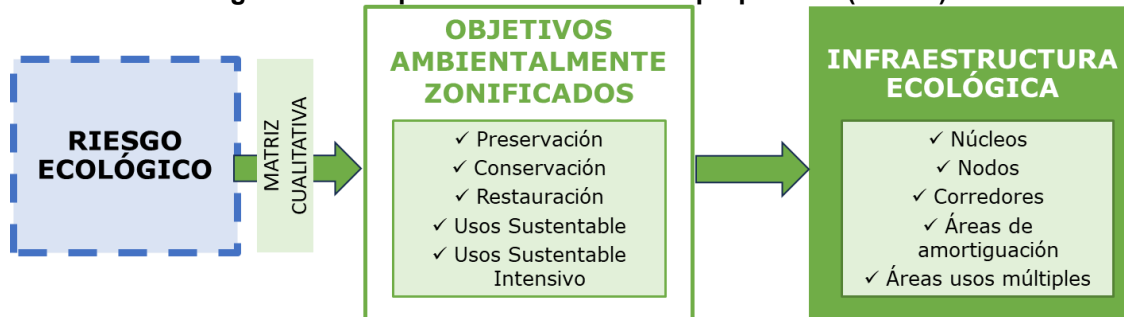 RIESGO
ECOLÓGICO
MATRIZ
CUALITATIVA
OBJETIVOS
AMBIENTALMENTE
ZONIFICADOS
✓ Preservación
✓ Conservación
✓ Restauración
✓ Usos Sustentable
✓ Usos Sustentable
Intensivo
INFRAESTRUCTURA
ECOLÓGICA
✓ Núcleos
✓ Nodos
✓ Corredores
✓ Áreas de
amortiguación
✓ Áreas usos múltiples